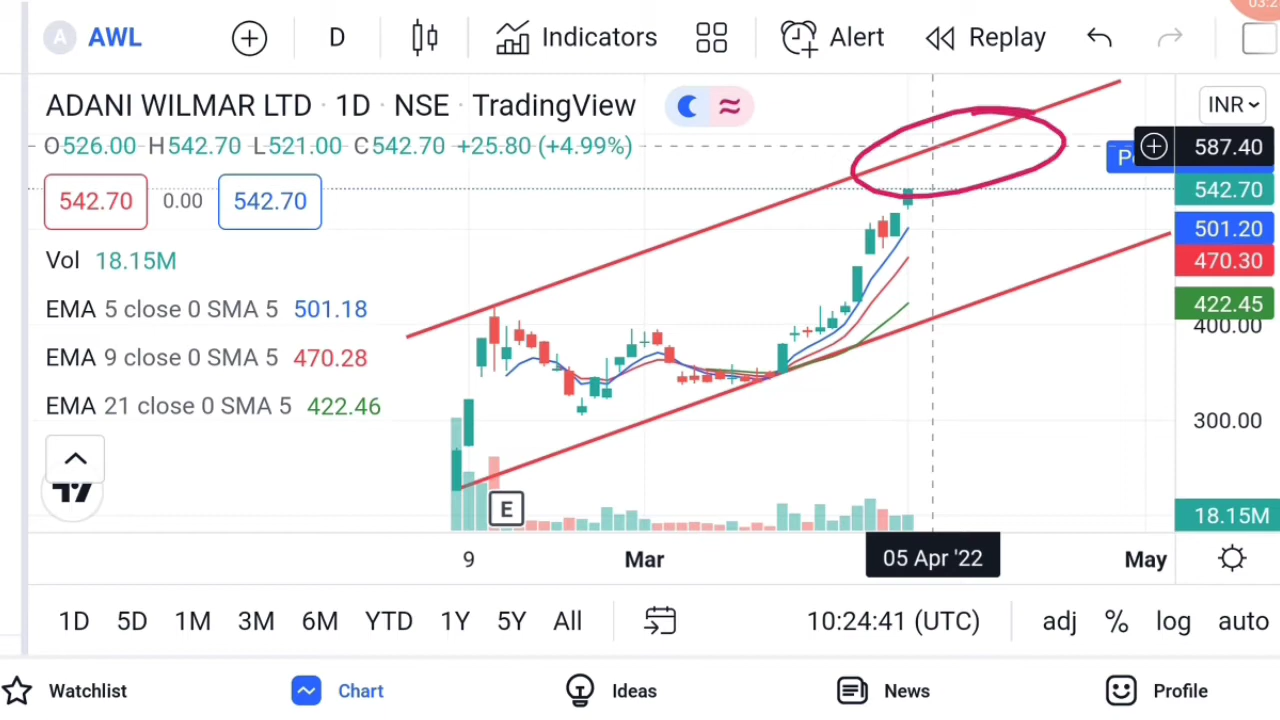 03:2
A AWL D Indicators Alert Replay
ADANI WILMAR LTD · 1D · NSE · TradingView INR
O526.00 H542.70 L521.00 C542.70 +25.80 (+4.99%) 587.40
542.70 0.00 542.70 542.70
501.20
Vol 18.15M 470.30
EMA 5 close 0 SMA 5 501.18 422.45
400.00
EMA 9 close 0 SMA 5 470.28
EMA 21 close 0 SMA 5 422.46 300.00
E 18.15M
9 Mar 05 Apr '22 May
1D 5D 1M 3M 6M YTD 1Y 5Y All 10:24:41 (UTC) adj % log auto
Watchlist Chart Ideas News Profile